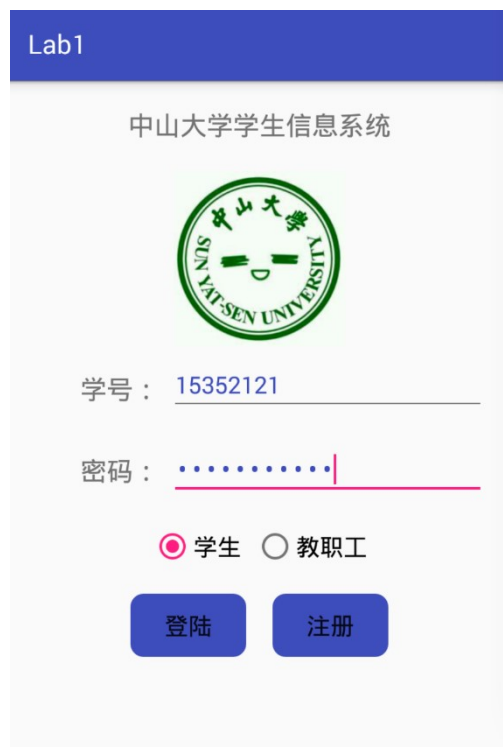 Lab1
中山大学学生信息系统
中山大學
SUN YAT-SEN UNIVERSITY
学号： 15352121
密码： •••••••••••
学生 教职工
登陆 注册